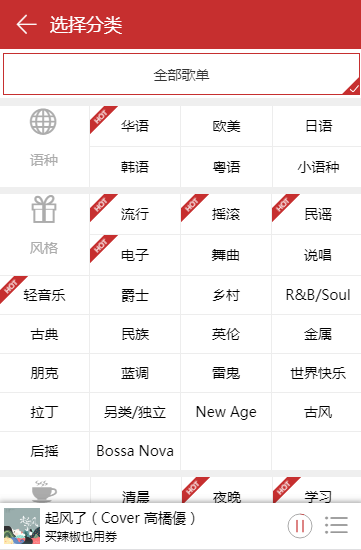 选择分类
全部歌单
HOT 华语 欧美 日语
语种
韩语 粤语 小语种
HOT 流行 HOT 摇滚 HOT 民谣
风格
HOT 电子 舞曲 说唱
HOT 轻音乐 爵士 乡村 R&B/Soul
古典 民族 英伦 金属
朋克 蓝调 雷鬼 世界快乐
拉丁 另类/独立 New Age 古风
后摇 Bossa Nova
清晨 HOT 夜晚 HOT 学习
起风了 ( Cover 高橋優 )
买辣椒也用券